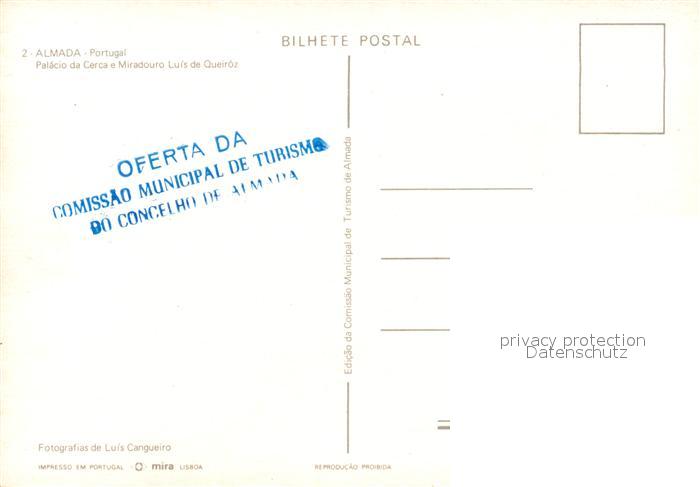 BILHETE POSTAL
2 - ALMADA - Portugal
Palácio da Cerca e Miradouro Luís de Queiróz
OFERTA DA
COMISSÃO MUNICIPAL DE TURISMO
DO CONCELHO DE ALMADA
Edição da Comissão Municipal de Turismo de Almada
privacy protection
Datenschutz
Fotografias de Luís Cangueiro
IMPRESSO EM PORTUGAL mira LISBOA
REPRODUÇÃO PROIBIDA